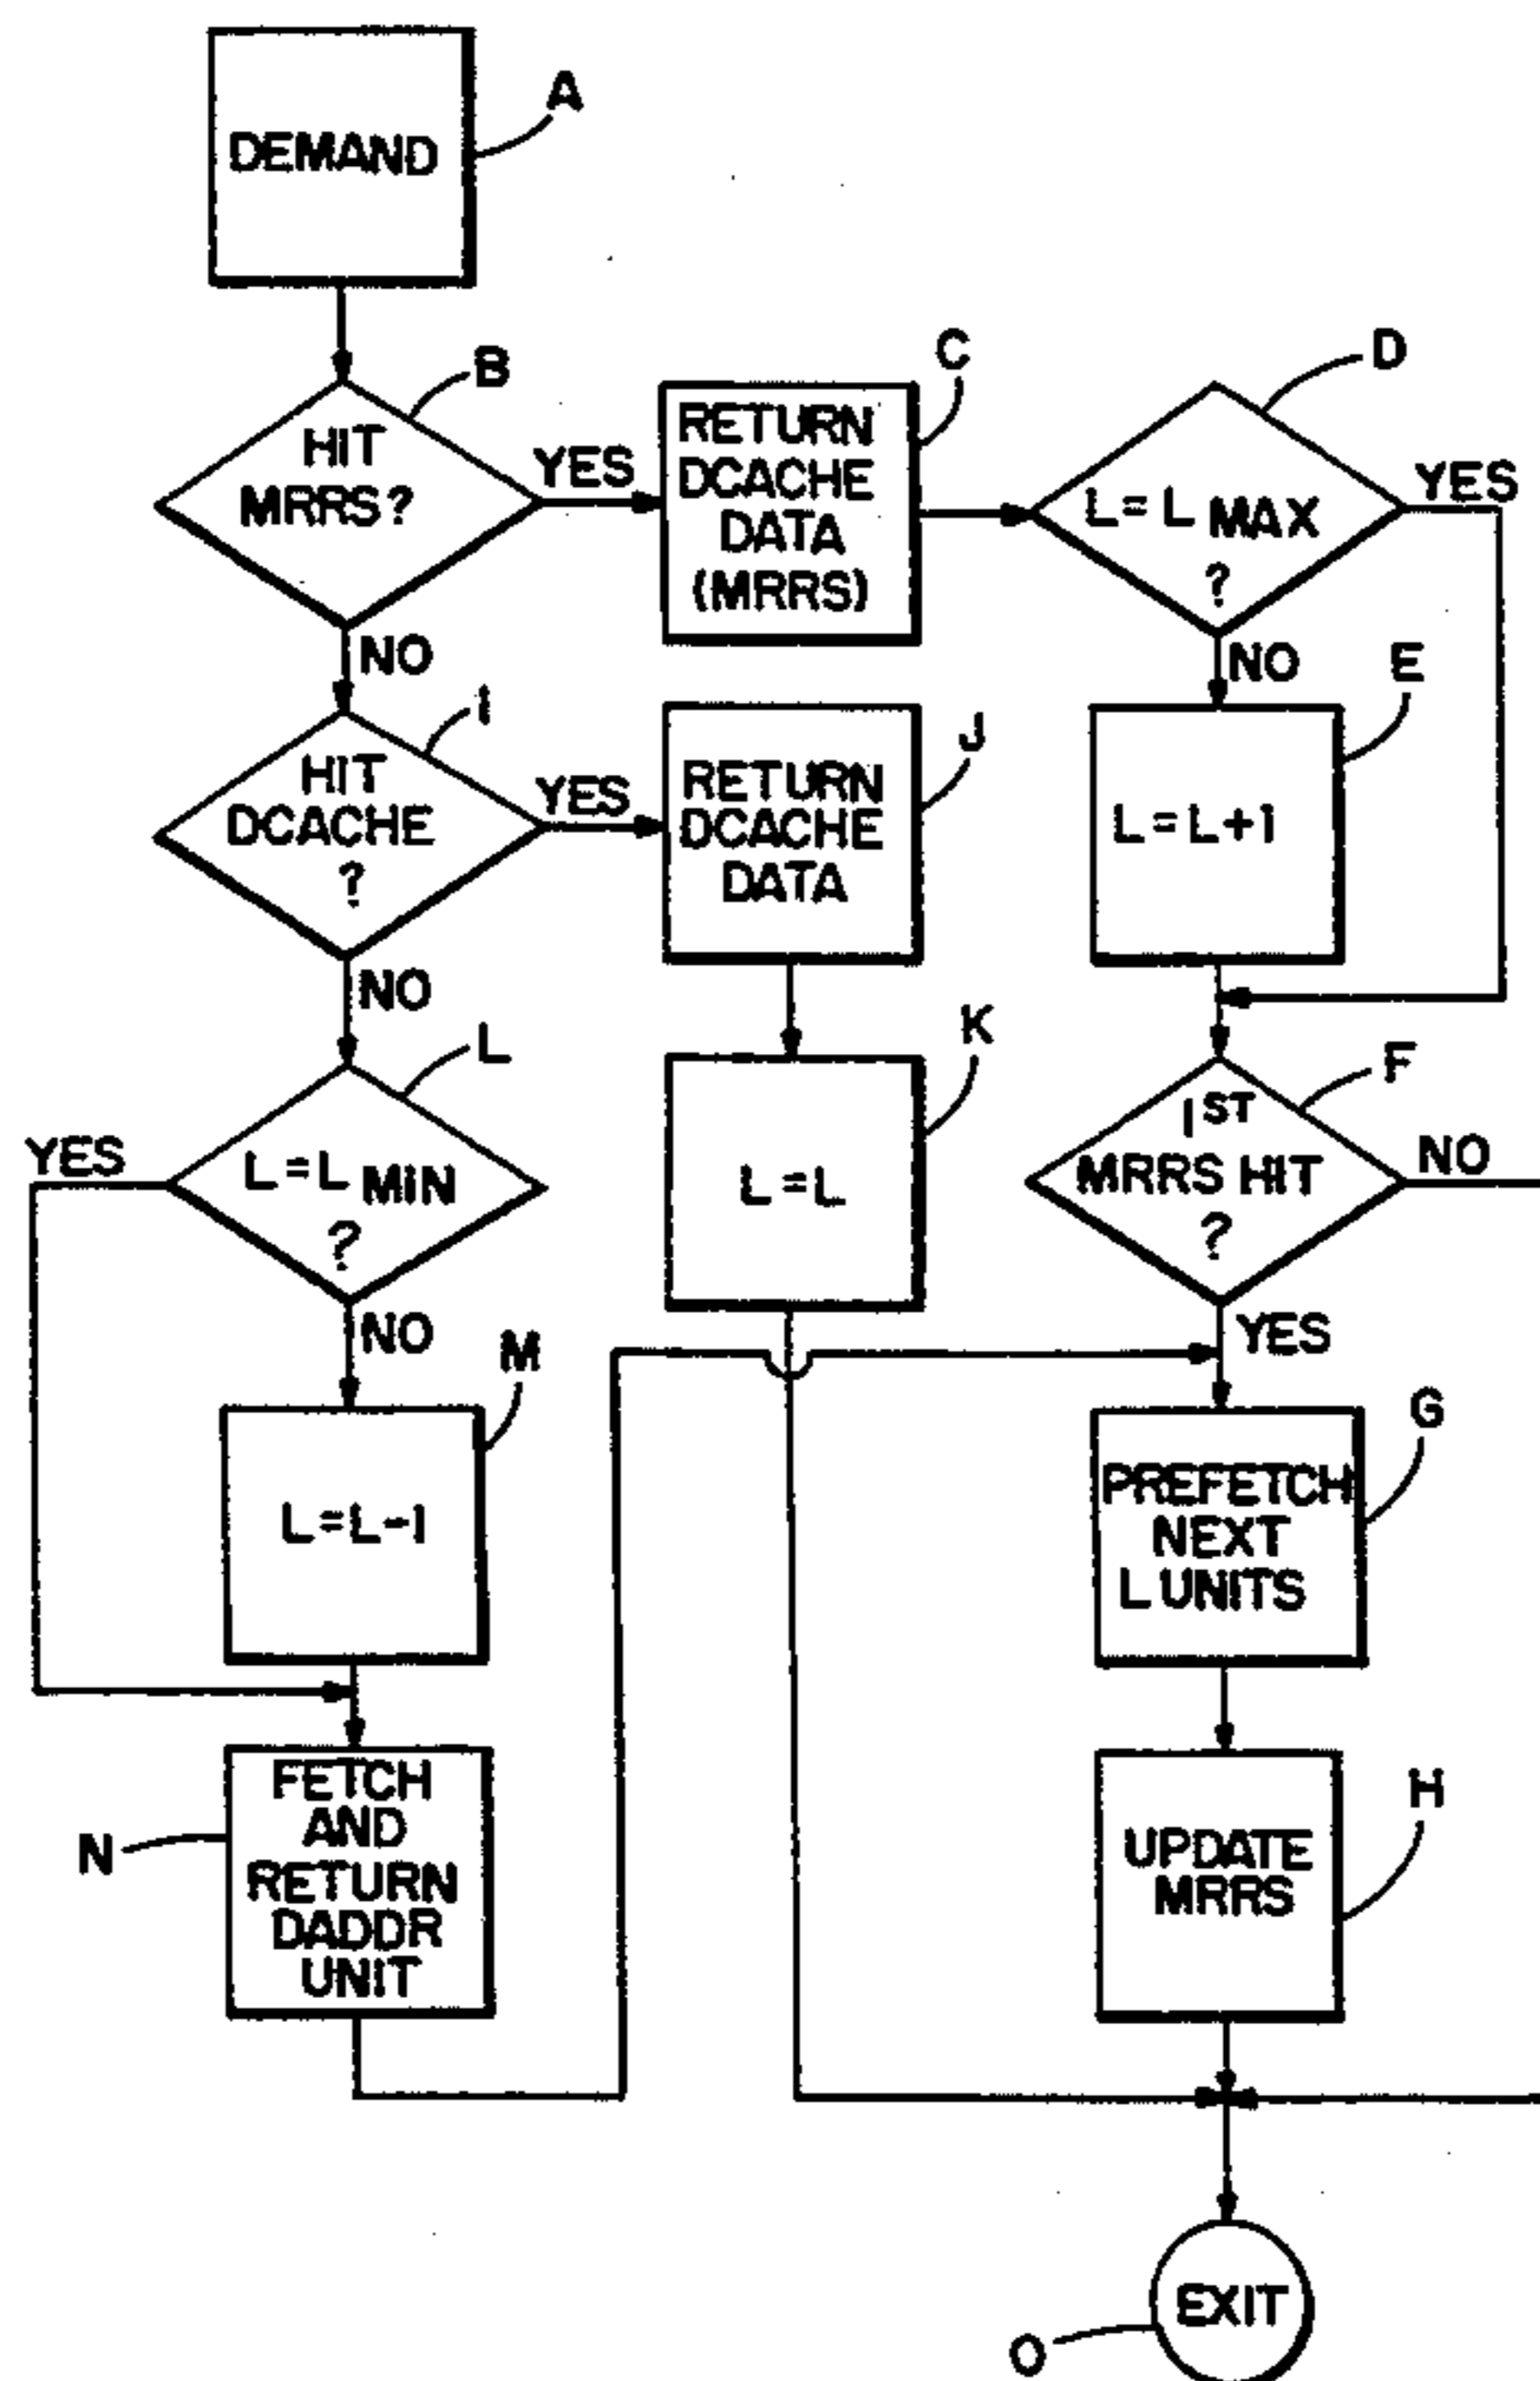 A
DEMAND
B
HIT
MRRS?
YES
NO
C
RETURN
DCACHE
DATA
(MRRS)
D
L=L MAX
?
YES
NO
E
L=L+1
I
HIT
DCACHE
?
YES
NO
J
RETURN
DCACHE
DATA
K
L=L
F
1ST
MRRS HIT
?
NO
YES
L
L=L MIN
?
YES
NO
M
L=L-1
G
PREFETCH
NEXT
L UNITS
N
FETCH
AND
RETURN
DADDR
UNIT
H
UPDATE
MRRS
EXIT
O